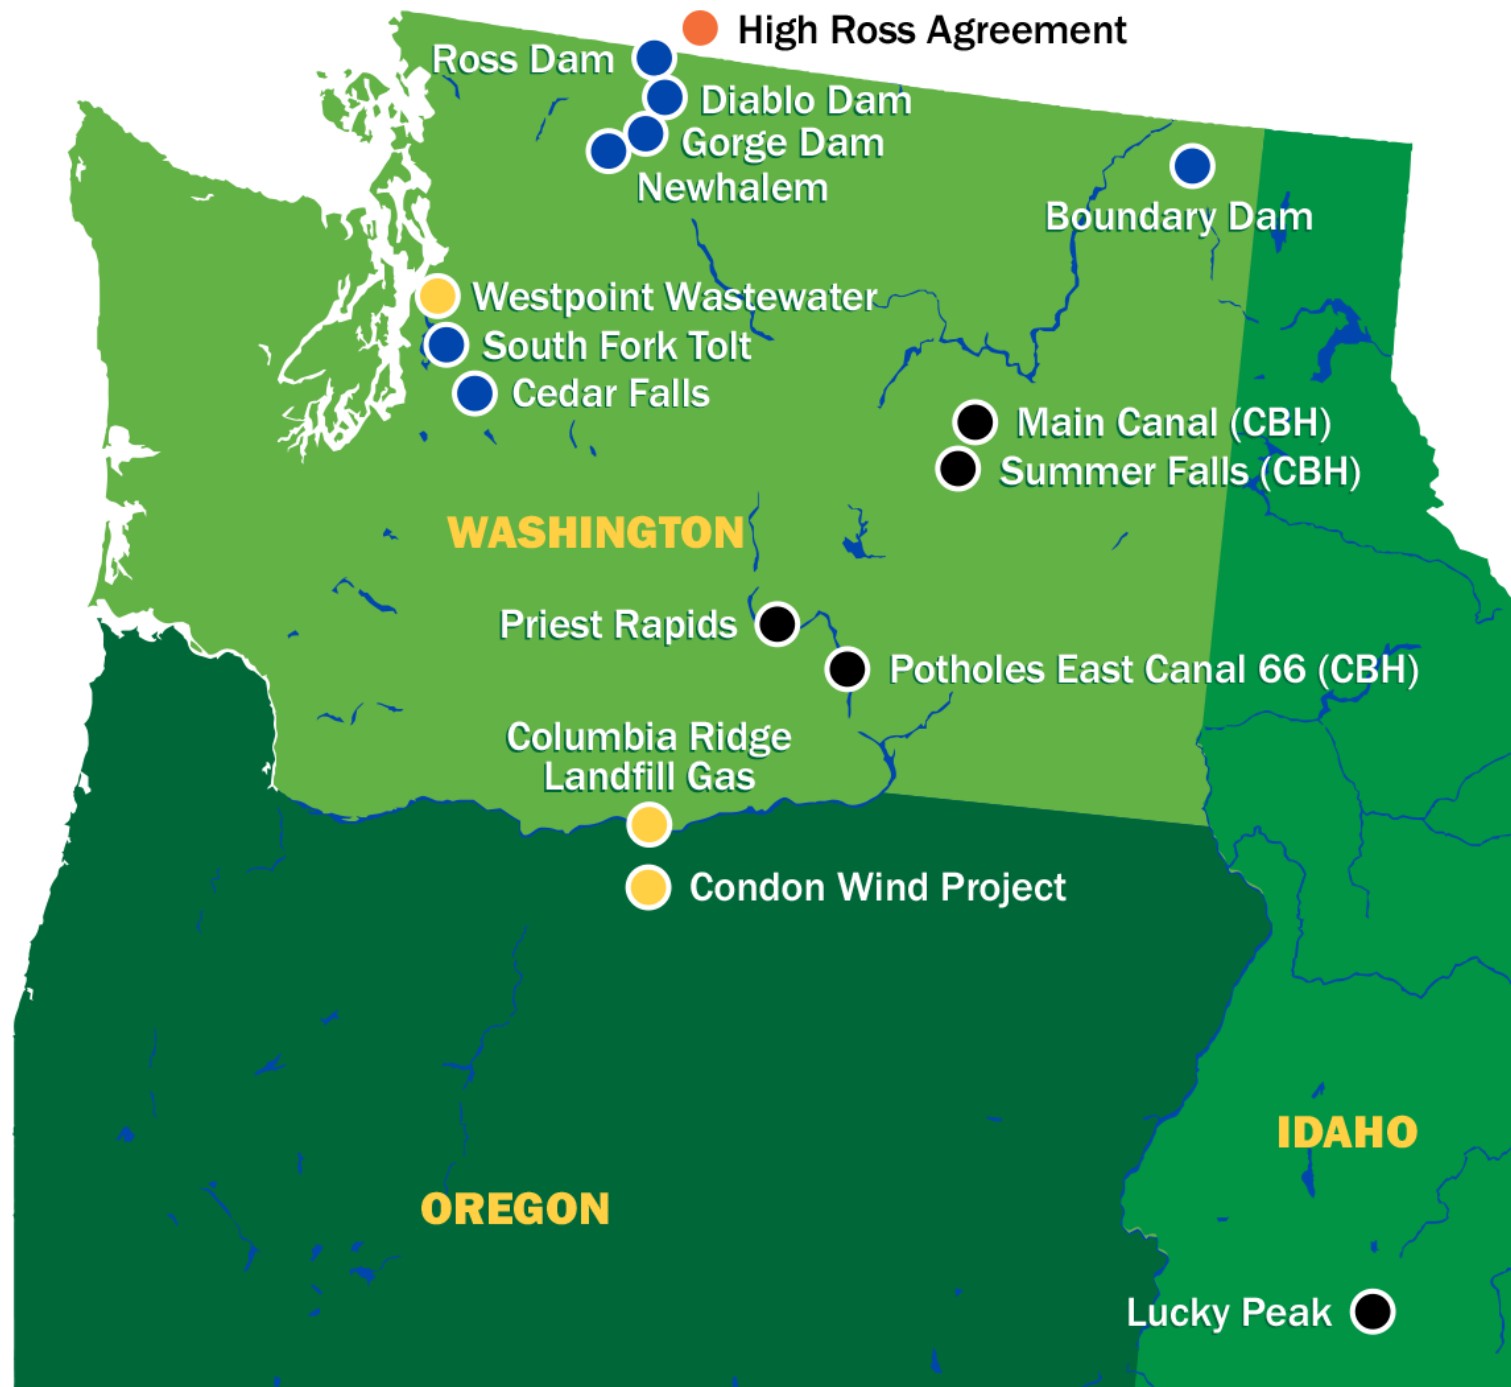 High Ross Agreement
Ross Dam
Diablo Dam
Gorge Dam
Newhalem
Boundary Dam
Westpoint Wastewater
South Fork Tolt
Cedar Falls
Main Canal (CBH)
Summer Falls (CBH)
WASHINGTON
Priest Rapids
Potholes East Canal 66 (CBH)
Columbia Ridge
Landfill Gas
Condon Wind Project
IDAHO
OREGON
Lucky Peak